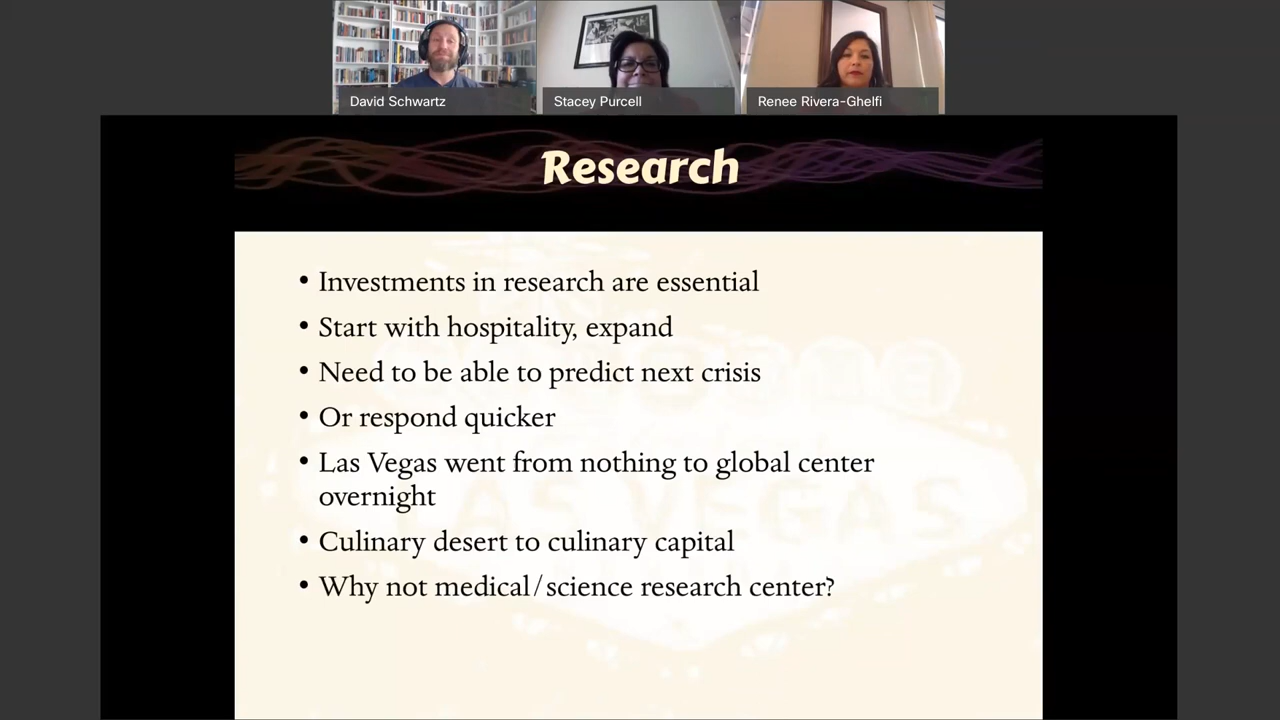 David Schwartz
Stacey Purcell
Renee Rivera-Ghelfi
Research
• Investments in research are essential
• Start with hospitality, expand
• Need to be able to predict next crisis
• Or respond quicker
• Las Vegas went from nothing to global center
overnight
• Culinary desert to culinary capital
• Why not medical/science research center?